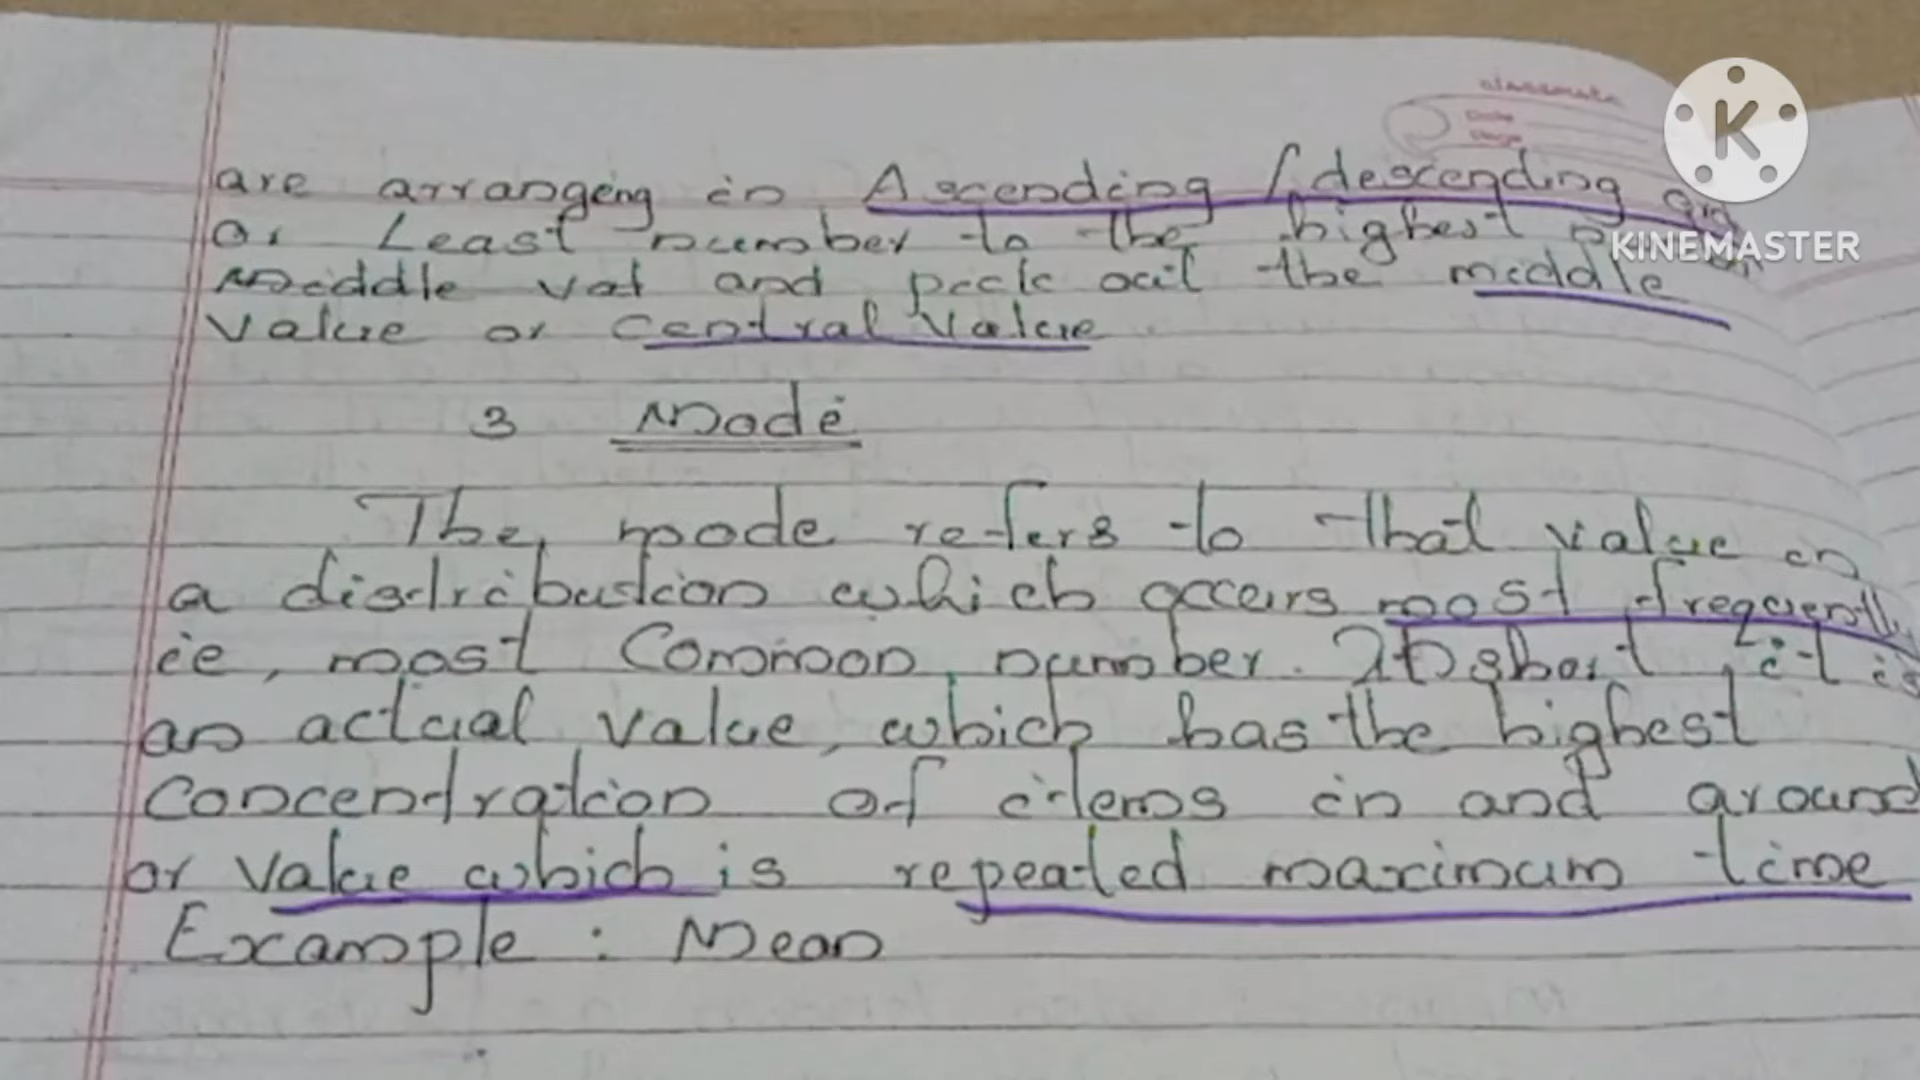 classmate
Date
Page
KINEMASTER
are arranging in Ascending / descending
or Least number to the highest
Middle val and pick out the middle
value or central value
3 Mode
The mode refers to that value in
a distribution which occurs most frequently
ie, most Common number. In short, it is
an actual value, which has the highest
Concentration of items in and around
or value which is repeated maximum time
Example : Mean